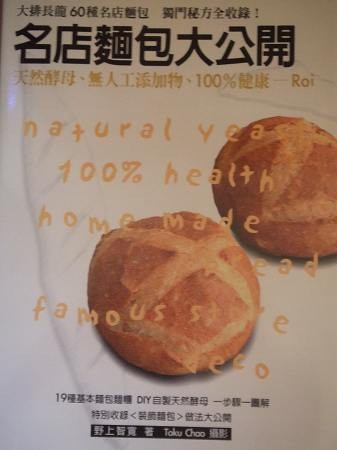 大排長龍60種名店麵包　獨門秘方全收錄！
名店麵包大公開
天然酵母、無人工添加物、100%健康—Roi
natural yeast
100% health
home made
bread
famous store
deco
19種基本麵包麵糰 DIY自製天然酵母 一步驟一圖解
特別收錄<裝飾麵包>做法大公開
野上智寬 著 Toku Chao 攝影